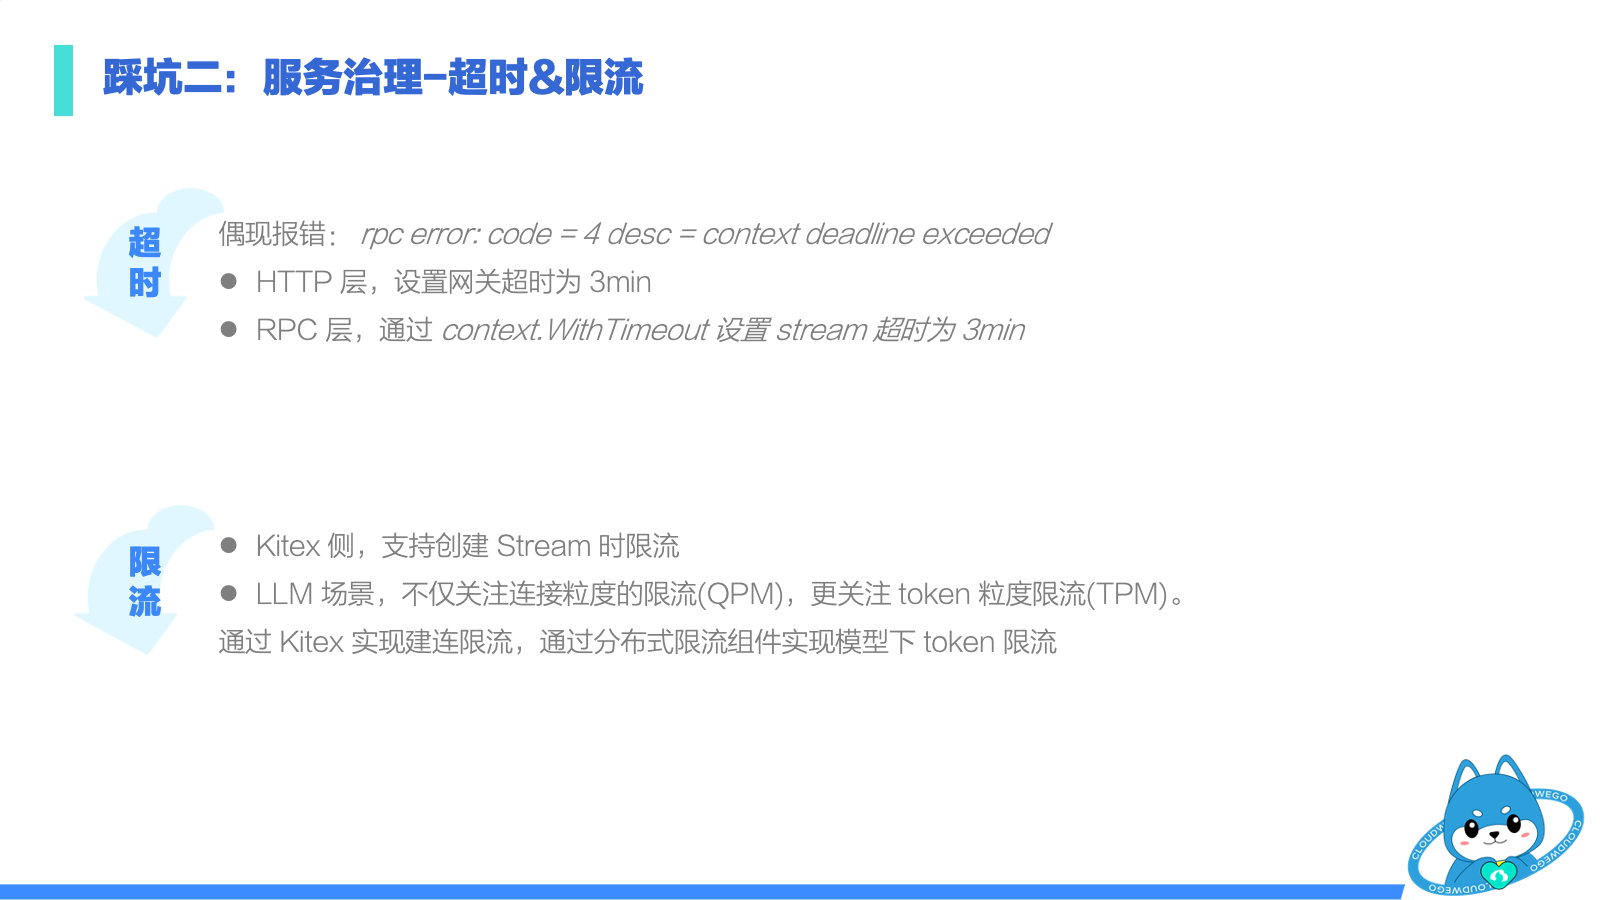 踩坑二：服务治理-超时&限流
超时
偶现报错： rpc error: code = 4 desc = context deadline exceeded
● HTTP 层，设置网关超时为 3min
● RPC 层，通过 context.WithTimeout 设置 stream 超时为 3min
限流
● Kitex 侧，支持创建 Stream 时限流
● LLM 场景，不仅关注连接粒度的限流(QPM)，更关注 token 粒度限流(TPM)。
通过 Kitex 实现建连限流，通过分布式限流组件实现模型下 token 限流
CLOUDWEGO
CLOUDWEGO